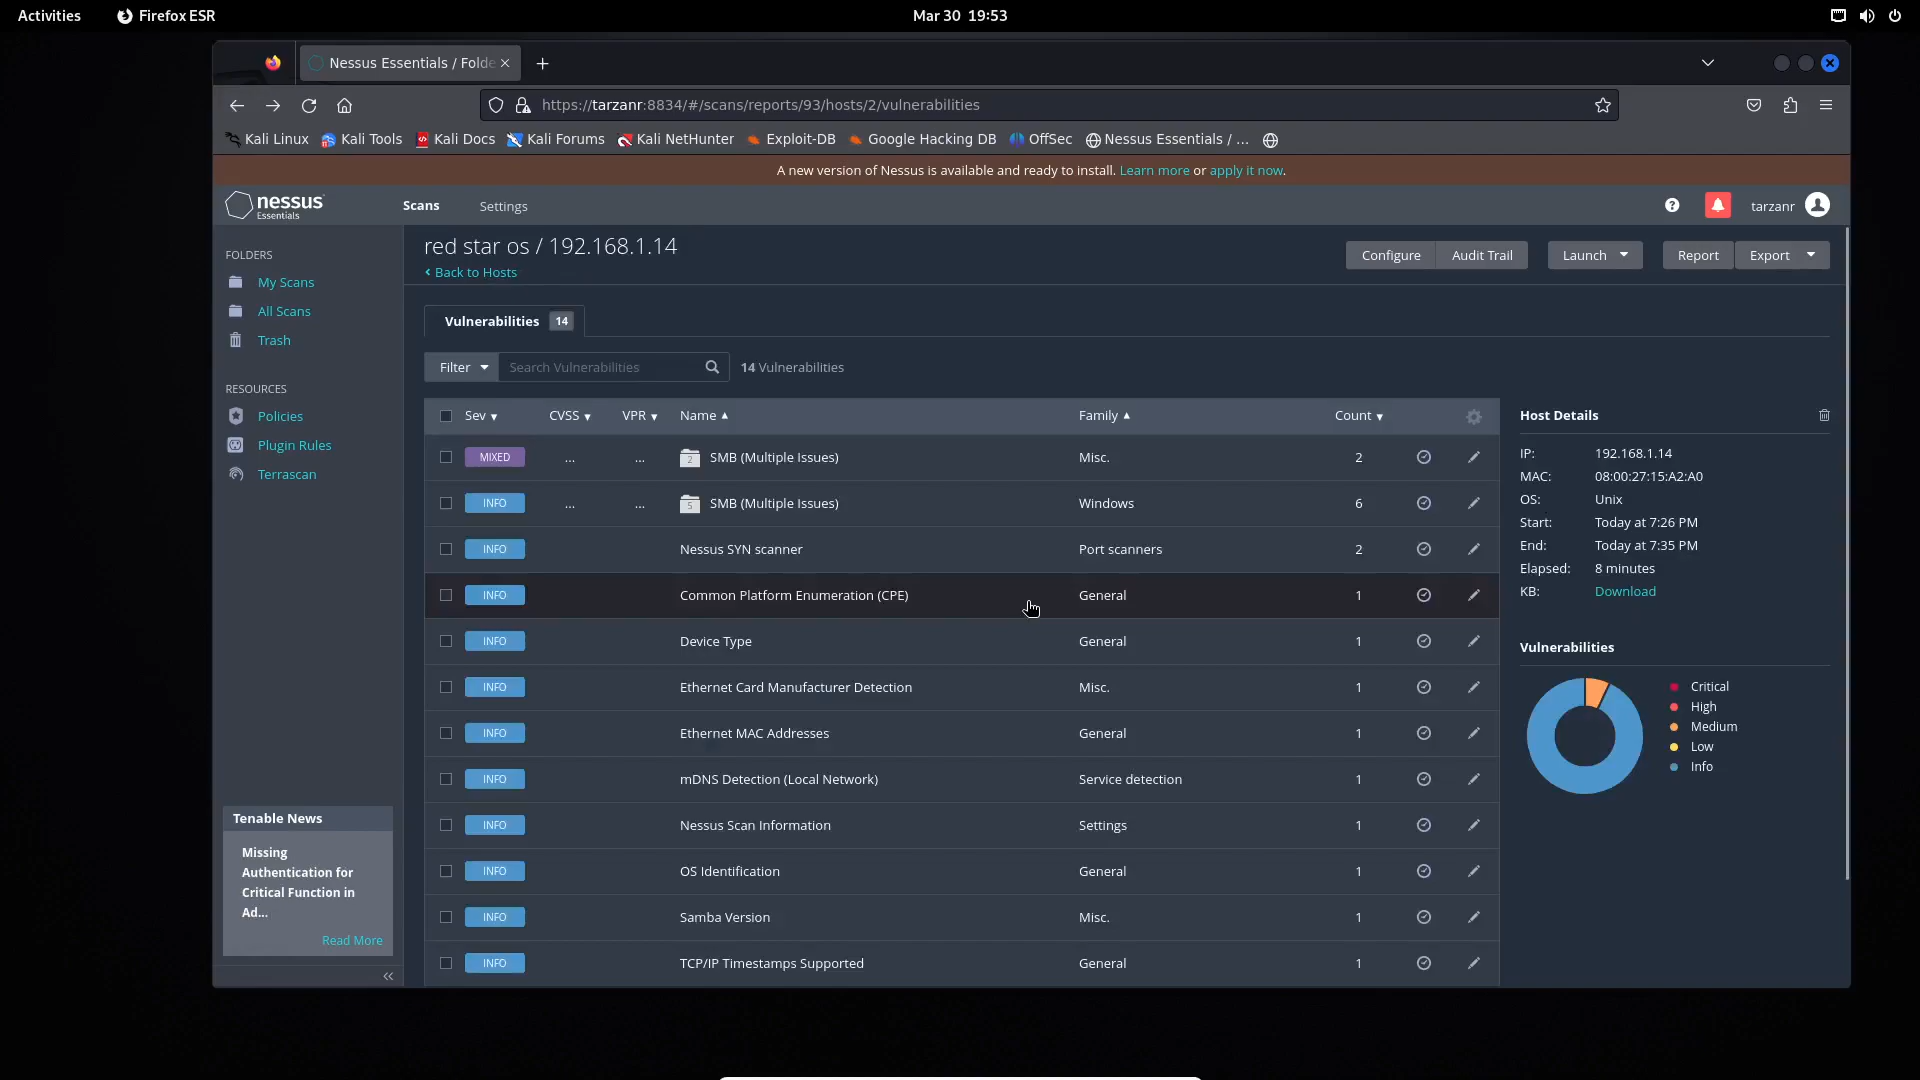 Activities Firefox ESR Mar 30 19:53
Nessus Essentials / Folde
https://tarzanr:8834/#/scans/reports/93/hosts/2/vulnerabilities
Kali Linux Kali Tools Kali Docs Kali Forums Kali NetHunter Exploit-DB Google Hacking DB OffSec Nessus Essentials / ...
A new version of Nessus is available and ready to install. Learn more or apply it now.
nessus Essentials Scans Settings tarzanr
FOLDERS
My Scans
All Scans
Trash
RESOURCES
Policies
Plugin Rules
Terrascan
Tenable News
Missing
Authentication for
Critical Function in
Ad...
Read More
red star os / 192.168.1.14
Back to Hosts
Configure Audit Trail Launch Report Export
Vulnerabilities 14
Filter Search Vulnerabilities 14 Vulnerabilities
Sev CVSS VPR Name Family Count
MIXED ... ... 2 SMB (Multiple Issues) Misc. 2
INFO ... ... 5 SMB (Multiple Issues) Windows 6
INFO Nessus SYN scanner Port scanners 2
INFO Common Platform Enumeration (CPE) General 1
INFO Device Type General 1
INFO Ethernet Card Manufacturer Detection Misc. 1
INFO Ethernet MAC Addresses General 1
INFO mDNS Detection (Local Network) Service detection 1
INFO Nessus Scan Information Settings 1
INFO OS Identification General 1
INFO Samba Version Misc. 1
INFO TCP/IP Timestamps Supported General 1
Host Details
IP: 192.168.1.14
MAC: 08:00:27:15:A2:A0
OS: Unix
Start: Today at 7:26 PM
End: Today at 7:35 PM
Elapsed: 8 minutes
KB: Download
Vulnerabilities
Critical
High
Medium
Low
Info